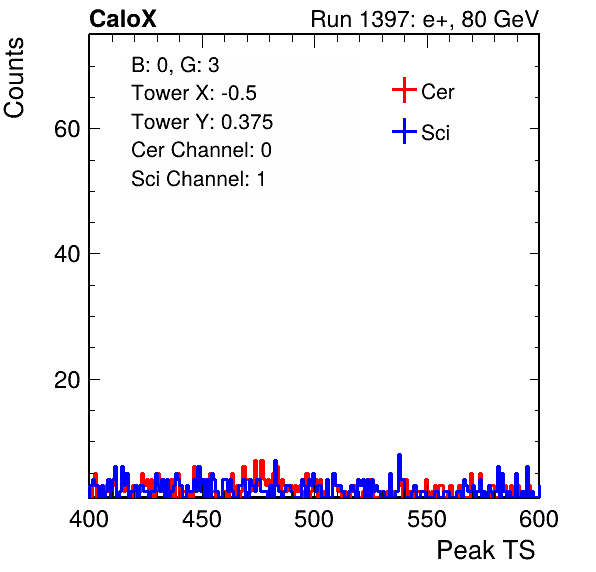 CaloX
Run 1397: e+, 80 GeV
Counts
B: 0, G: 3
Tower X: -0.5
Tower Y: 0.375
Cer Channel: 0
Sci Channel: 1
Cer
Sci
60
40
20
400 450 500 550 600
Peak TS